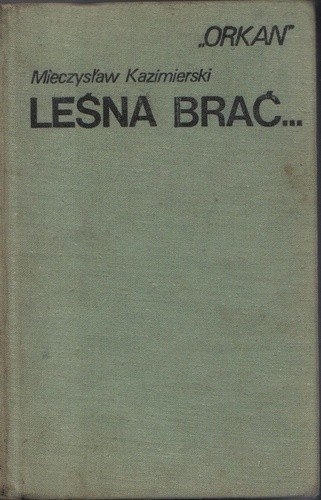 „ORKAN”
Mieczysław Kazimierski
LEŚNA BRAĆ...